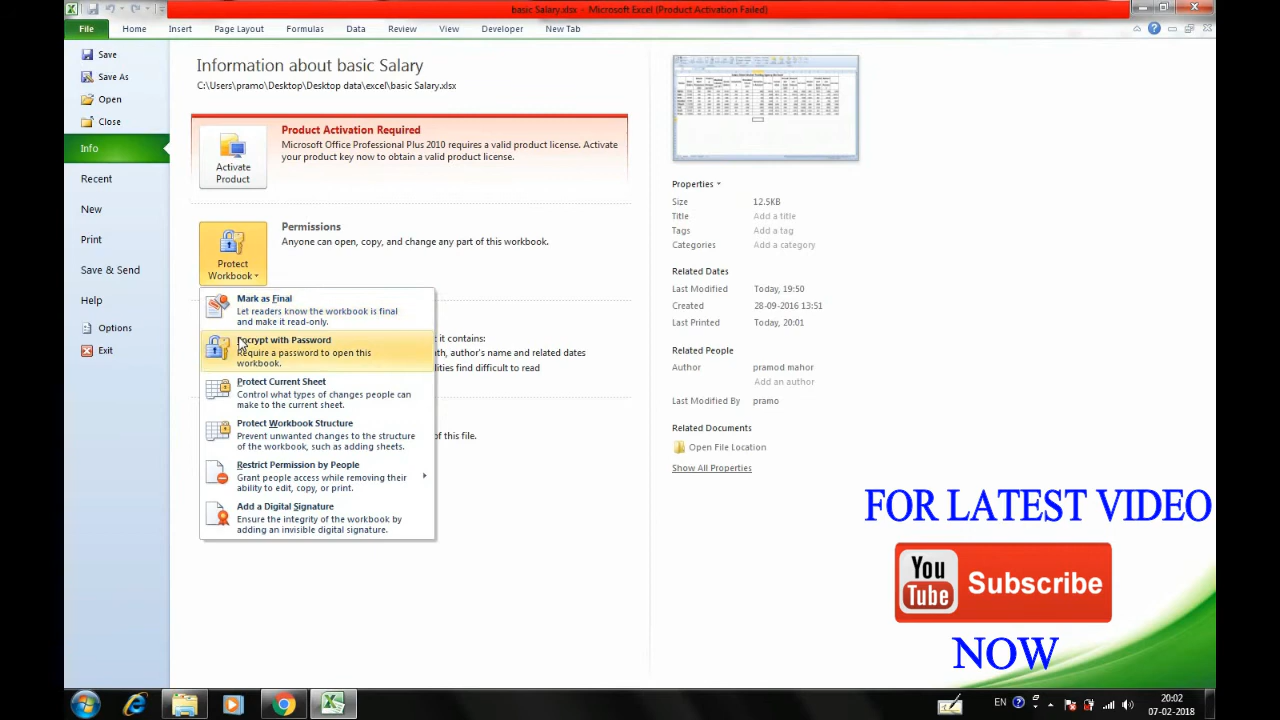 basic Salary.xlsx - Microsoft Excel (Product Activation Failed)
File Home Insert Page Layout Formulas Data Review View Developer New Tab
Save
Save As
Open
Close
Info
Recent
New
Print
Save & Send
Help
Options
Exit
Information about basic Salary
C:\Users\pramo\Desktop\Desktop data\excel\basic Salary.xlsx
Activate
Product
Product Activation Required
Microsoft Office Professional Plus 2010 requires a valid product license. Activate
your product key now to obtain a valid product license.
Protect
Workbook
Permissions
Anyone can open, copy, and change any part of this workbook.
Mark as Final
Let readers know the workbook is final
and make it read-only.
crypt with Password
Require a password to open this
workbook.
Protect Current Sheet
Control what types of changes people can
make to the current sheet.
Protect Workbook Structure
Prevent unwanted changes to the structure
of the workbook, such as adding sheets.
Restrict Permission by People
Grant people access while removing their
ability to edit, copy, or print.
Add a Digital Signature
Ensure the integrity of the workbook by
adding an invisible digital signature.
it contains:
th, author's name and related dates
lities find difficult to read
of this file.
Properties
Size 12.5KB
Title Add a title
Tags Add a tag
Categories Add a category
Related Dates
Last Modified Today, 19:50
Created 28-09-2016 13:51
Last Printed Today, 20:01
Related People
Author pramod mahor
Add an author
Last Modified By pramo
Related Documents
Open File Location
Show All Properties
FOR LATEST VIDEO
You
Tube
Subscribe
NOW
EN
20:02
07-02-2018